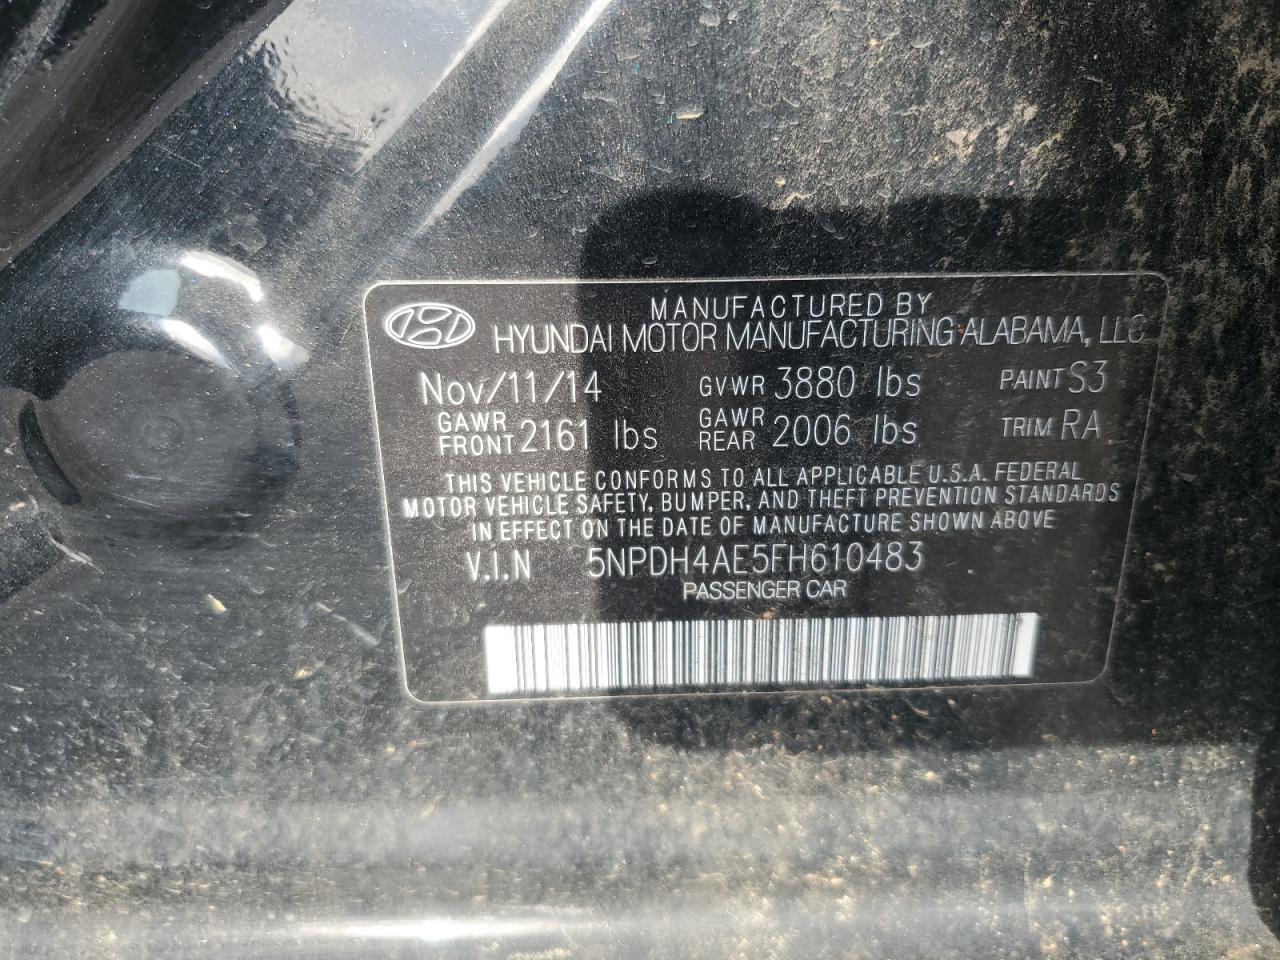 MANUFACTURED BY
HYUNDAI MOTOR MANUFACTURING ALABAMA, LLC
Nov/11/14 GVWR 3880 lbs PAINT S3
GAWR FRONT 2161 lbs GAWR REAR 2006 lbs TRIM RA
THIS VEHICLE CONFORMS TO ALL APPLICABLE U.S.A. FEDERAL
MOTOR VEHICLE SAFETY, BUMPER, AND THEFT PREVENTION STANDARDS
IN EFFECT ON THE DATE OF MANUFACTURE SHOWN ABOVE
V.I.N 5NPDH4AE5FH610483
PASSENGER CAR